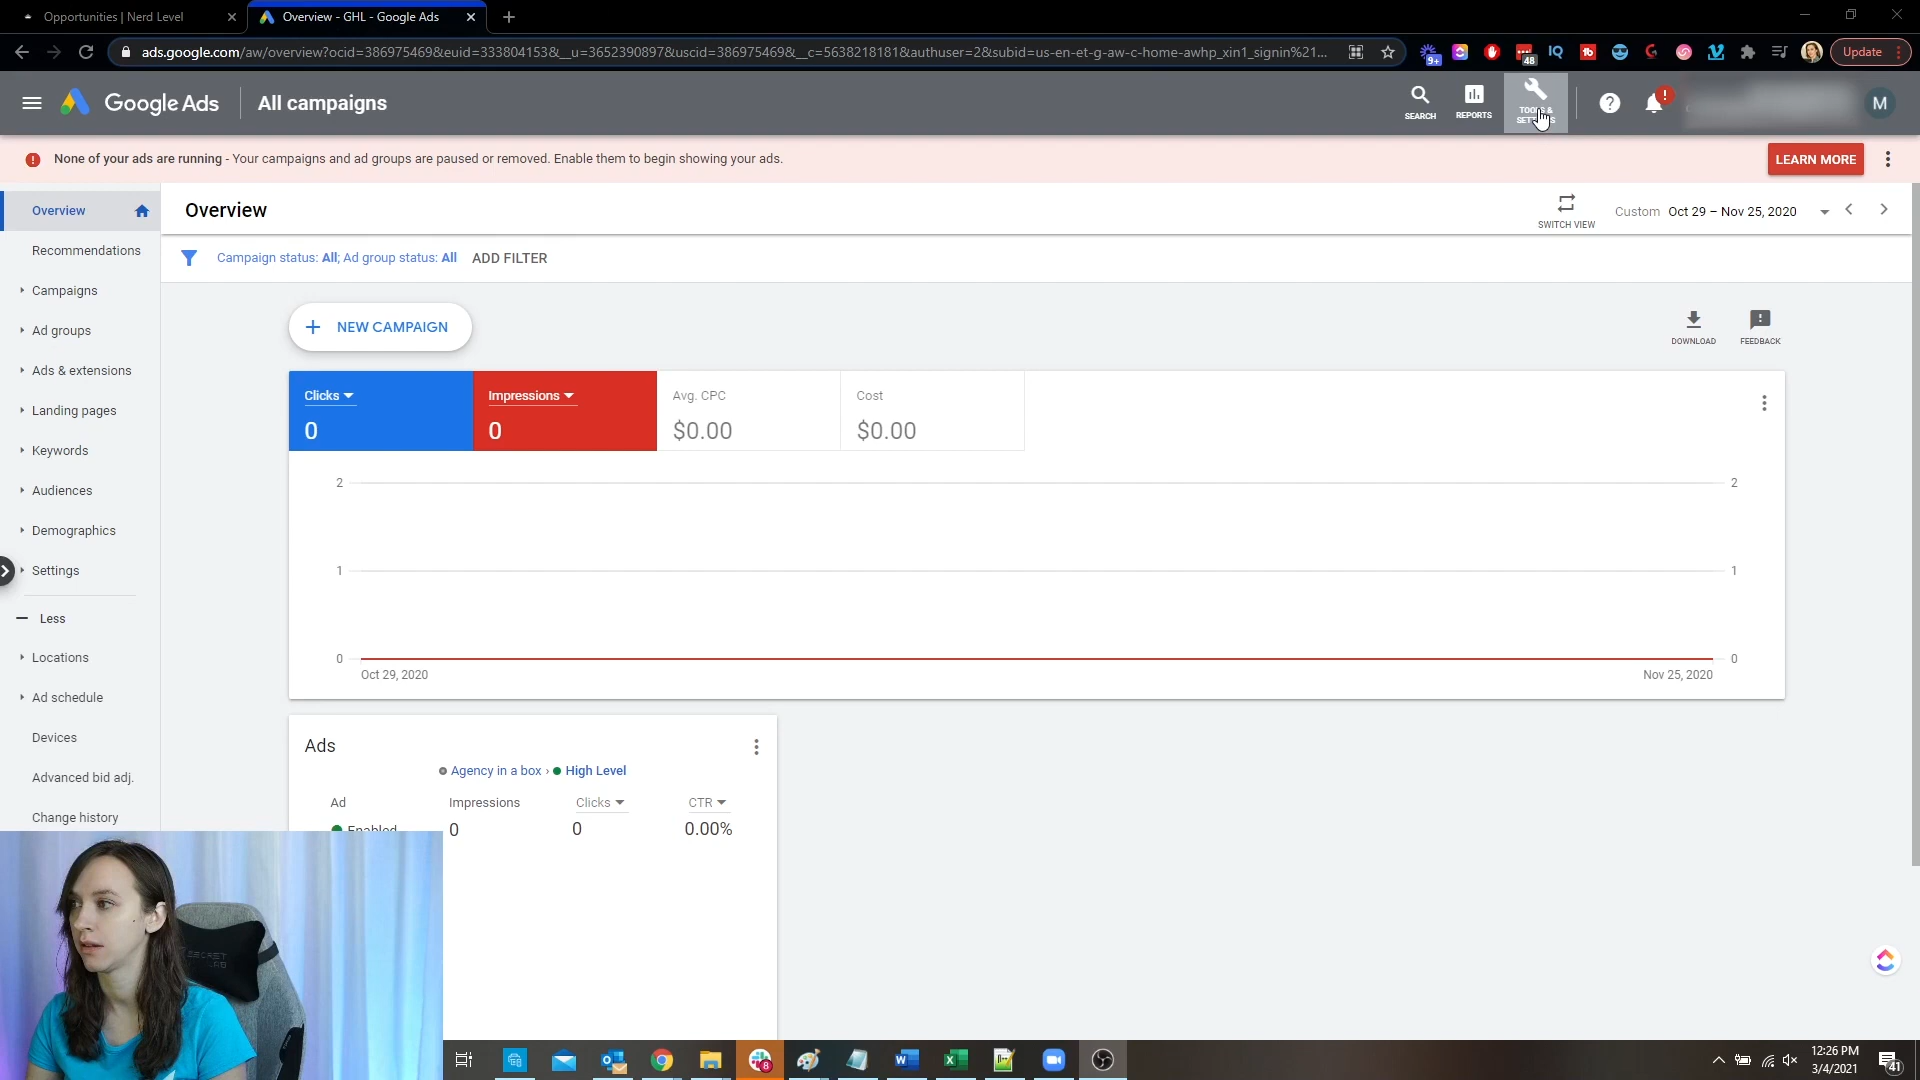 Opportunities | Nerd Level
Overview - GHL - Google Ads
ads.google.com/aw/overview?ocid=386975469&euid=333804153&__u=3652390897&uscid=386975469&__c=5638218181&authuser=2&subid=us-en-et-g-aw-c-home-awhp_xin1_signin%21...
9+
48
IQ
Update
Google Ads
All campaigns
SEARCH
REPORTS
TOOLS &
M
None of your ads are running - Your campaigns and ad groups are paused or removed. Enable them to begin showing your ads.
LEARN MORE
Overview
Recommendations
Campaigns
Ad groups
Ads & extensions
Landing pages
Keywords
Audiences
Demographics
Settings
Less
Locations
Ad schedule
Devices
Advanced bid adj.
Change history
Overview
SWITCH VIEW
Custom Oct 29 – Nov 25, 2020
Campaign status: All; Ad group status: All ADD FILTER
NEW CAMPAIGN
DOWNLOAD
FEEDBACK
Clicks
0
Impressions
0
Avg. CPC
$0.00
Cost
$0.00
2 2
1 1
0 0
Oct 29, 2020 Nov 25, 2020
Ads
Agency in a box › High Level
Ad Impressions Clicks CTR
Enabled 0 0 0.00%
8
12:26 PM
3/4/2021
41